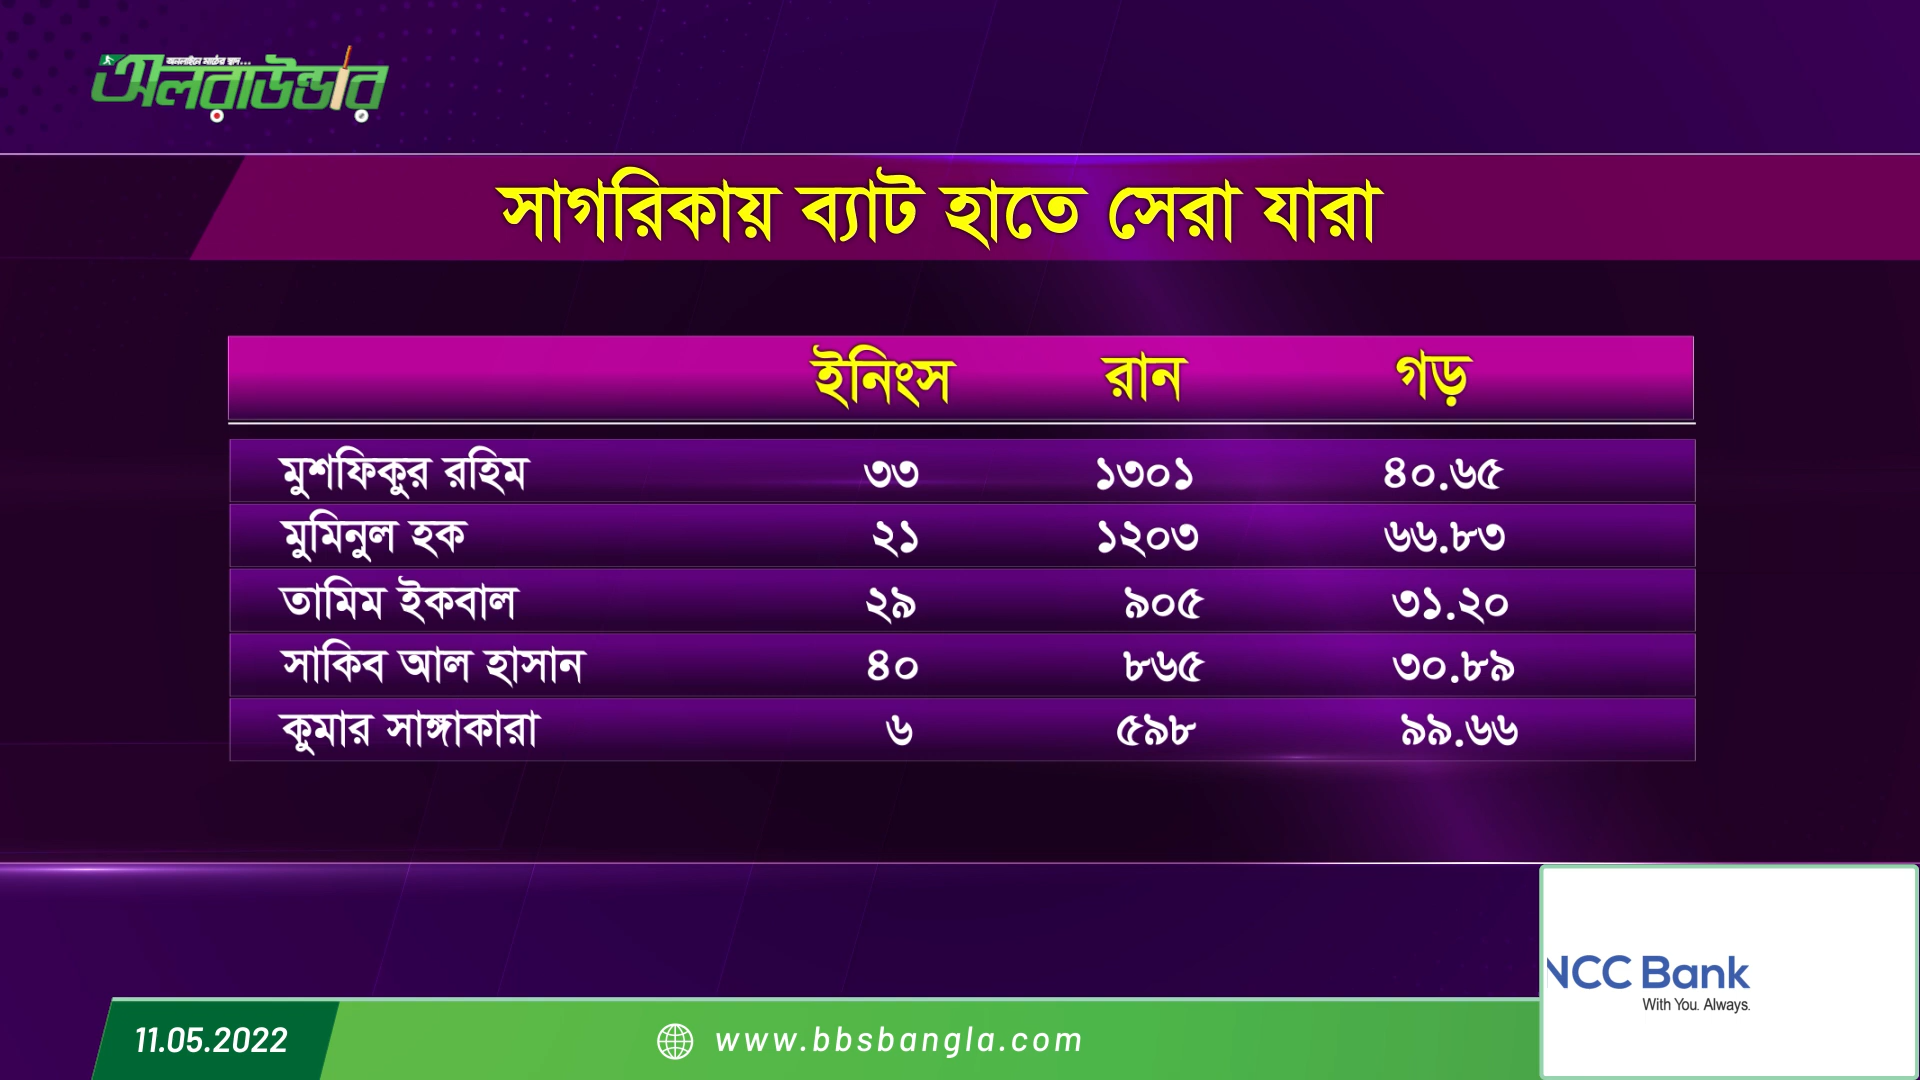 অনলাইনে মাঠের স্বাদ...
অলরাউন্ডার
সাগরিকায় ব্যাট হাতে সেরা যারা
ইনিংস রান গড়
মুশফিকুর রহিম ৩৩ ১৩০১ ৪০.৬৫
মুমিনুল হক ২১ ১২০৩ ৬৬.৮৩
তামিম ইকবাল ২৯ ৯০৫ ৩১.২০
সাকিব আল হাসান ৪০ ৮৬৫ ৩০.৮৯
কুমার সাঙ্গাকারা ৬ ৫৯৮ ৯৯.৬৬
NCC Bank
With You. Always.
11.05.2022 www.bbsbangla.com